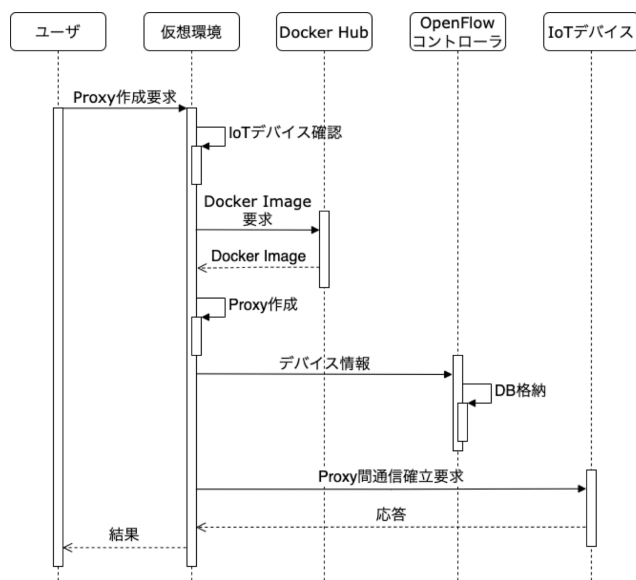 ユーザ
仮想環境
Docker Hub
OpenFlow
コントローラ
IoTデバイス
Proxy作成要求
IoTデバイス確認
Docker Image
要求
Docker Image
Proxy作成
デバイス情報
DB格納
Proxy間通信確立要求
応答
結果